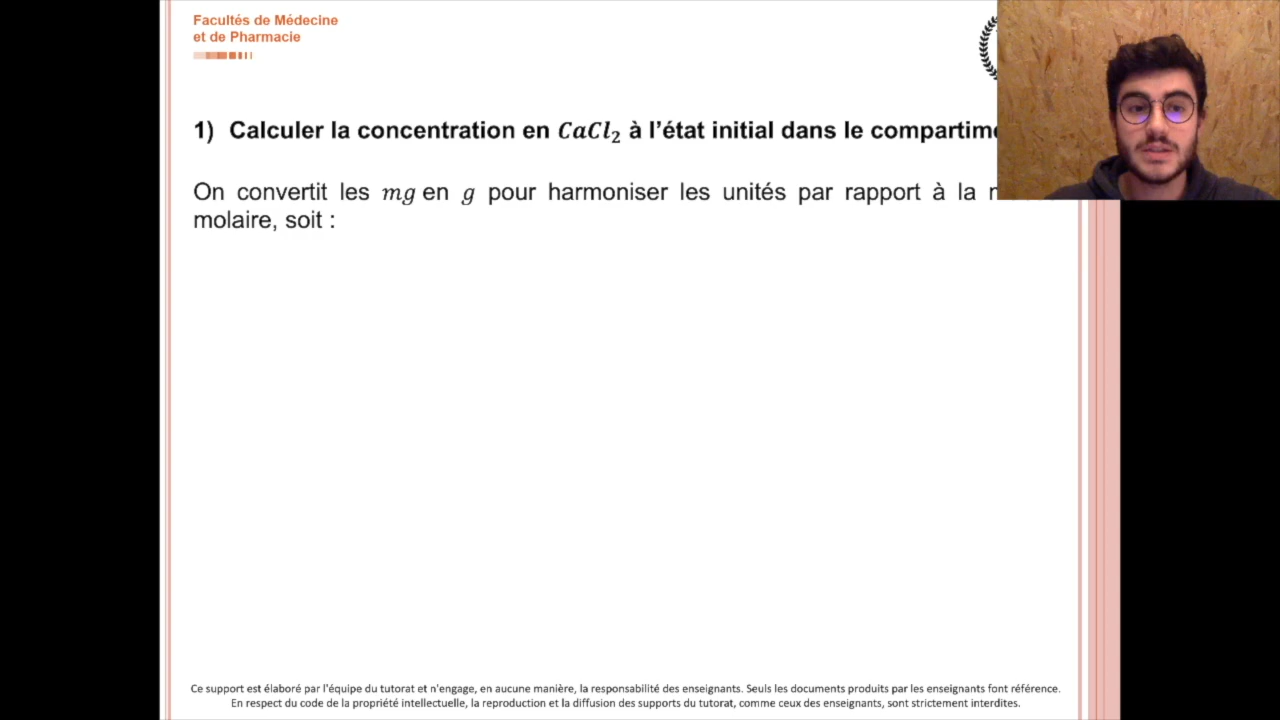 Facultés de Médecine
et de Pharmacie
1) Calculer la concentration en CaCl₂ à l'état initial dans le
On convertit les mg en g pour harmoniser les unités par rapport à la
molaire, soit :
Ce support est élaboré par l'équipe du tutorat et n'engage, en aucune manière, la responsabilité des enseignants. Seuls les documents produits par les enseignants font référence.
En respect du code de la propriété intellectuelle, la reproduction et la diffusion des supports du tutorat, comme ceux des enseignants, sont strictement interdites.